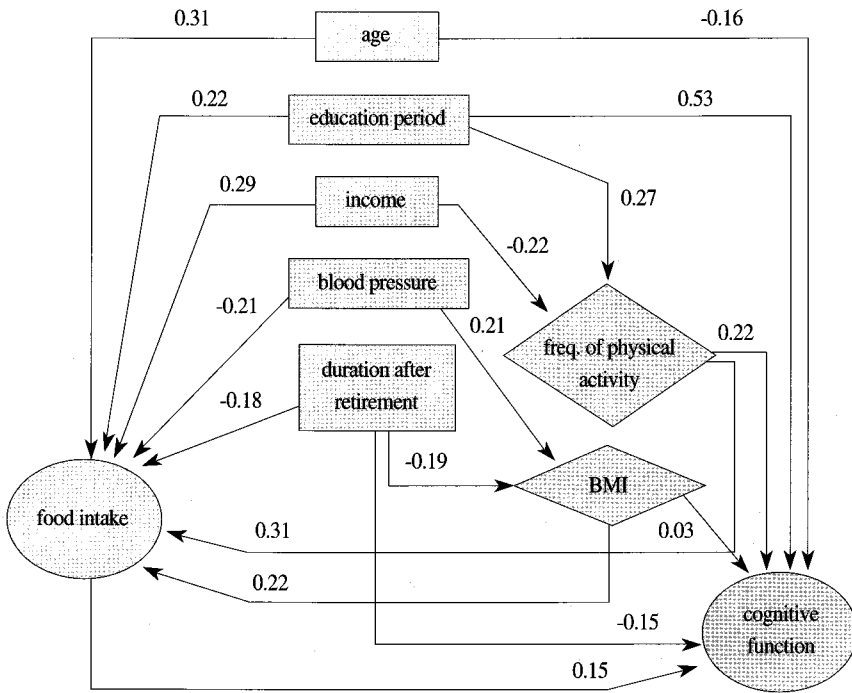 0.31
age
-0.16
0.22
education period
0.53
0.29
income
0.27
-0.22
blood pressure
-0.21
0.21
freq. of physical
activity
0.22
duration after
retirement
-0.18
-0.19
BMI
food intake
0.31
0.03
0.22
cognitive
function
-0.15
0.15